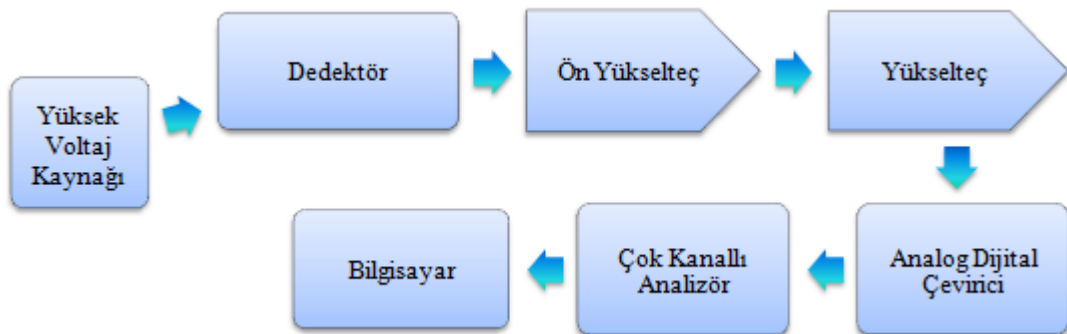 Yüksek
Voltaj
Kaynağı
Dedektör
Ön Yükselteç
Yükselteç
Analog Dijital
Çevirici
Çok Kanallı
Analizör
Bilgisayar